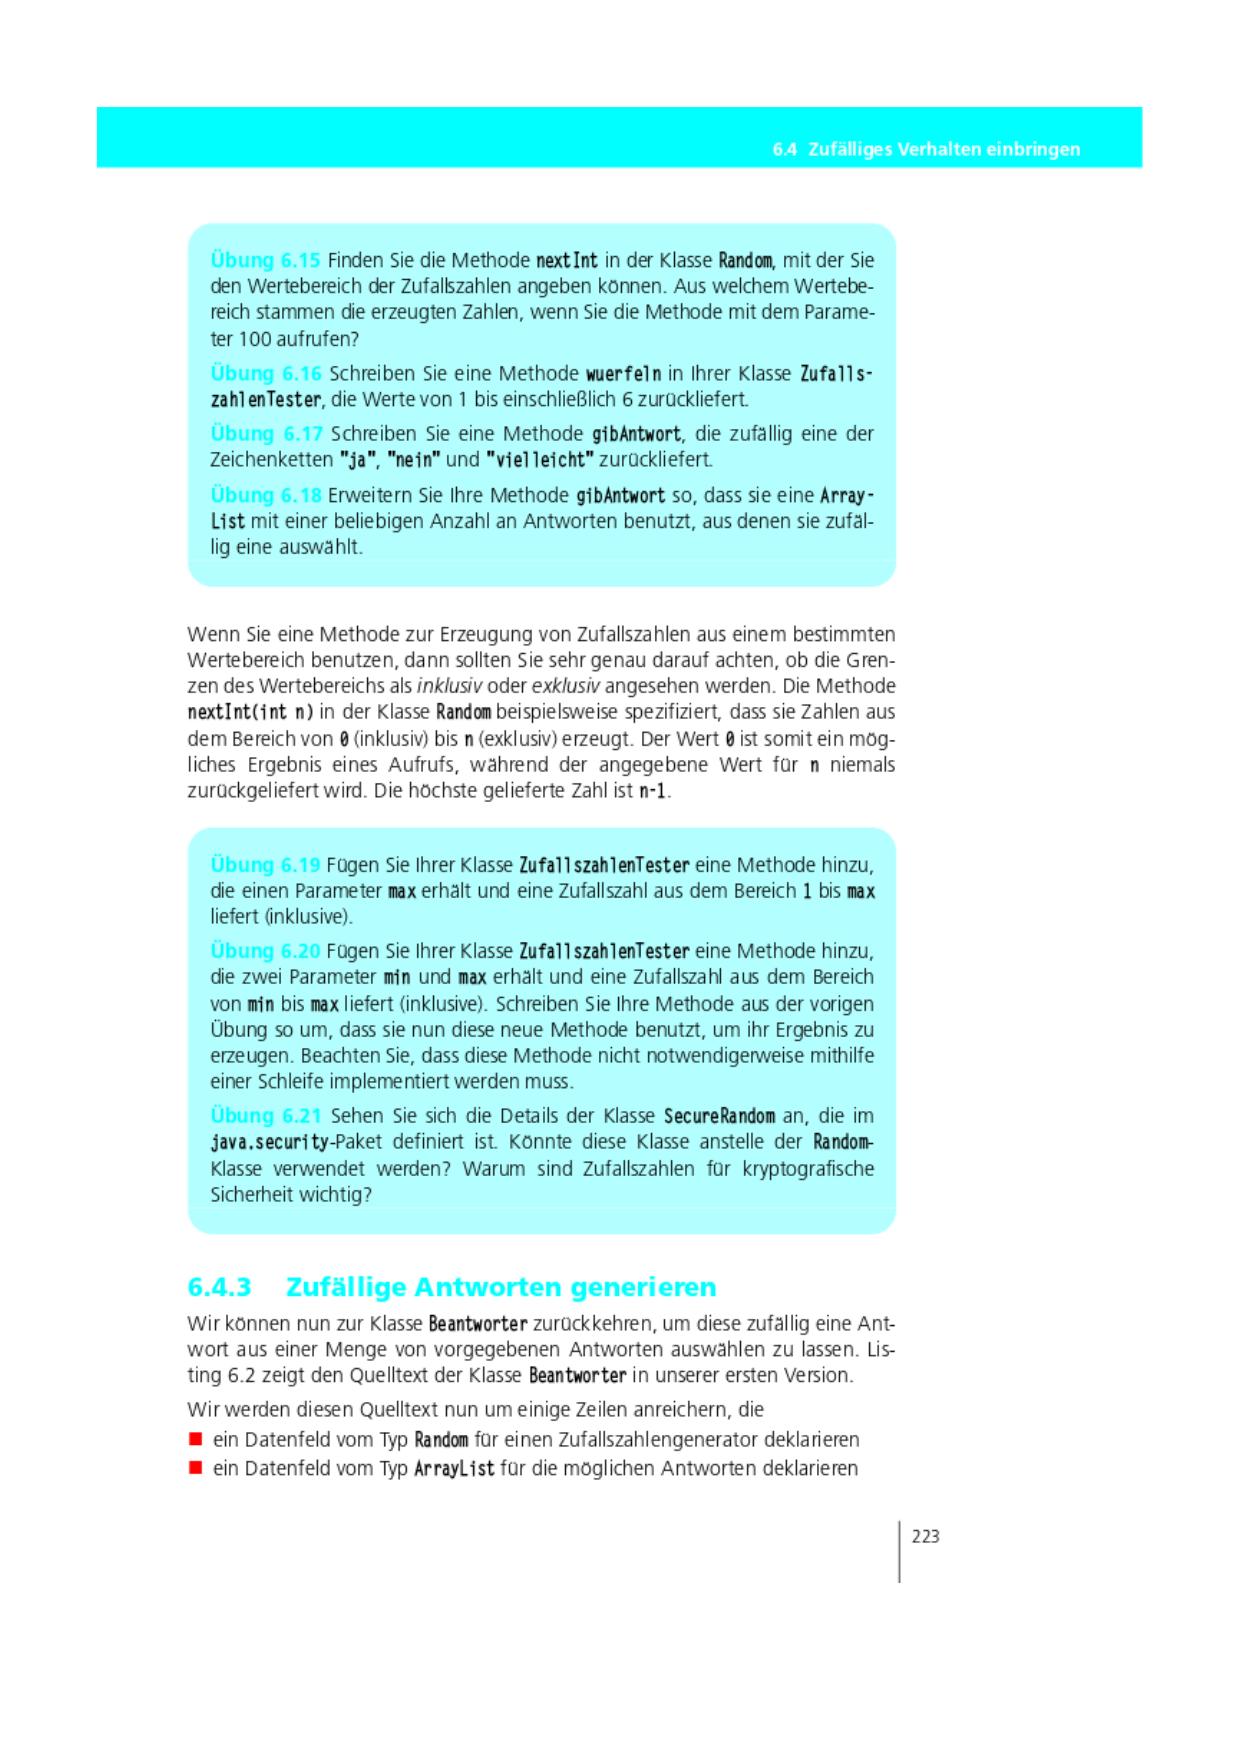 6.4 Zufälliges Verhalten einbringen
Übung 6.15 Finden Sie die Methode nextInt in der Klasse Random, mit der Sie
den Wertebereich der Zufallszahlen angeben können. Aus welchem Wertebe-
reich stammen die erzeugten Zahlen, wenn Sie die Methode mit dem Parame-
ter 100 aufrufen?
Übung 6.16 Schreiben Sie eine Methode wuerfeln in Ihrer Klasse Zufalls-
zahlenTester, die Werte von 1 bis einschließlich 6 zurückliefert.
Übung 6.17 Schreiben Sie eine Methode gibAntwort, die zufällig eine der
Zeichenketten "ja", "nein" und "vielleicht" zurückliefert.
Übung 6.18 Erweitern Sie Ihre Methode gibAntwort so, dass sie eine Array-
List mit einer beliebigen Anzahl an Antworten benutzt, aus denen sie zufäl-
lig eine auswählt.
Wenn Sie eine Methode zur Erzeugung von Zufallszahlen aus einem bestimmten
Wertebereich benutzen, dann sollten Sie sehr genau darauf achten, ob die Gren-
zen des Wertebereichs als inklusiv oder exklusiv angesehen werden. Die Methode
nextInt(int n) in der Klasse Random beispielsweise spezifiziert, dass sie Zahlen aus
dem Bereich von 0 (inklusiv) bis n (exklusiv) erzeugt. Der Wert 0 ist somit ein mög-
liches Ergebnis eines Aufrufs, während der angegebene Wert für n niemals
zurückgeliefert wird. Die höchste gelieferte Zahl ist n-1.
Übung 6.19 Fügen Sie Ihrer Klasse ZufallszahlenTester eine Methode hinzu,
die einen Parameter max erhält und eine Zufallszahl aus dem Bereich 1 bis max
liefert (inklusive).
Übung 6.20 Fügen Sie Ihrer Klasse ZufallszahlenTester eine Methode hinzu,
die zwei Parameter min und max erhält und eine Zufallszahl aus dem Bereich
von min bis max liefert (inklusive). Schreiben Sie Ihre Methode aus der vorigen
Übung so um, dass sie nun diese neue Methode benutzt, um ihr Ergebnis zu
erzeugen. Beachten Sie, dass diese Methode nicht notwendigerweise mithilfe
einer Schleife implementiert werden muss.
Übung 6.21 Sehen Sie sich die Details der Klasse SecureRandom an, die im
java.security-Paket definiert ist. Könnte diese Klasse anstelle der Random-
Klasse verwendet werden? Warum sind Zufallszahlen für kryptografische
Sicherheit wichtig?
6.4.3 Zufällige Antworten generieren
Wir können nun zur Klasse Beantworter zurückkehren, um diese zufällig eine Ant-
wort aus einer Menge von vorgegebenen Antworten auswählen zu lassen. Lis-
ting 6.2 zeigt den Quelltext der Klasse Beantworter in unserer ersten Version.
Wir werden diesen Quelltext nun um einige Zeilen anreichern, die
■ ein Datenfeld vom Typ Random für einen Zufallszahlengenerator deklarieren
■ ein Datenfeld vom Typ ArrayList für die möglichen Antworten deklarieren
223